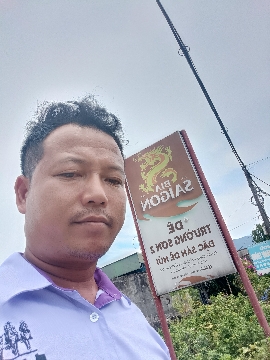 BIA
SAIGON
DÊ
TRƯỜNG SƠN 2
ĐẶC SẢN DÊ NÚI